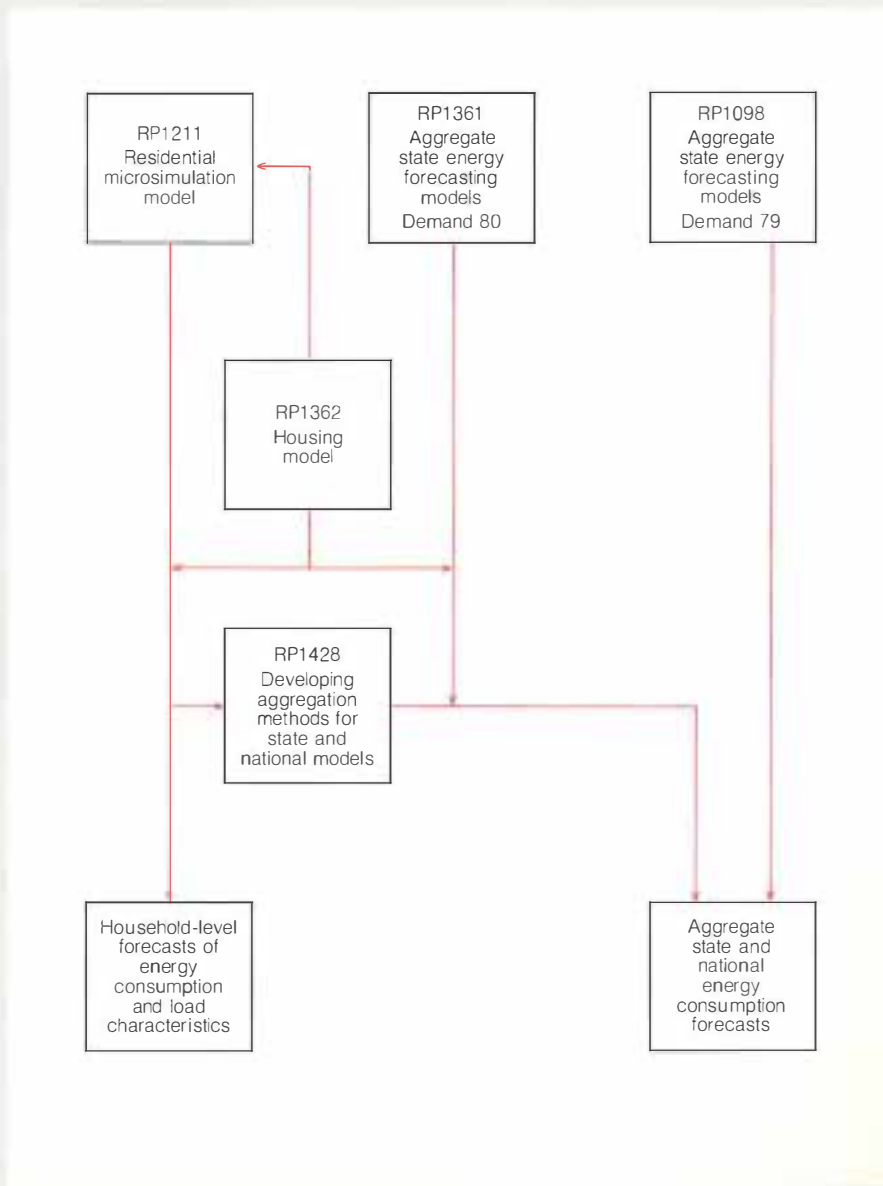 RP1211
Residential
microsimulation
model
RP1361
Aggregate
state energy
forecasting
models
Demand 80
RP1098
Aggregate
state energy
forecasting
models
Demand 79
RP1362
Housing
model
RP1428
Developing
aggregation
methods for
state and
national models
Household-level
forecasts of
energy
consumption
and load
characteristics
Aggregate
state and
national
energy
consumption
forecasts